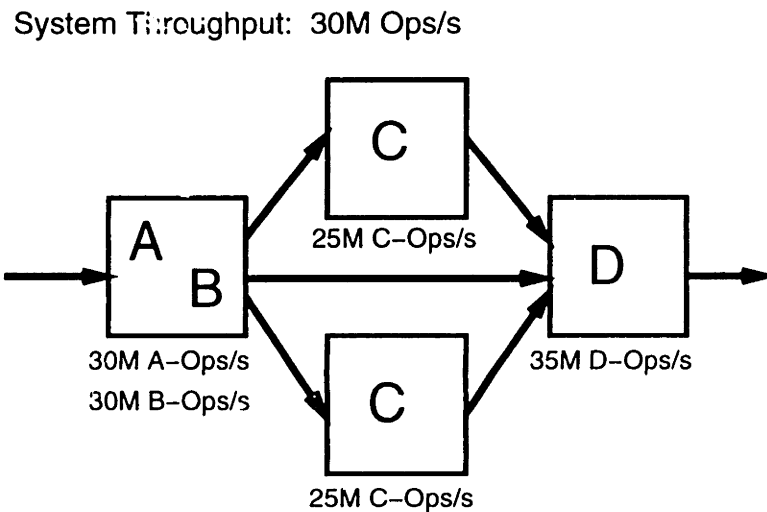 System Throughput: 30M Ops/s
C
25M C–Ops/s
A
B
30M A–Ops/s
30M B–Ops/s
D
35M D–Ops/s
C
25M C–Ops/s